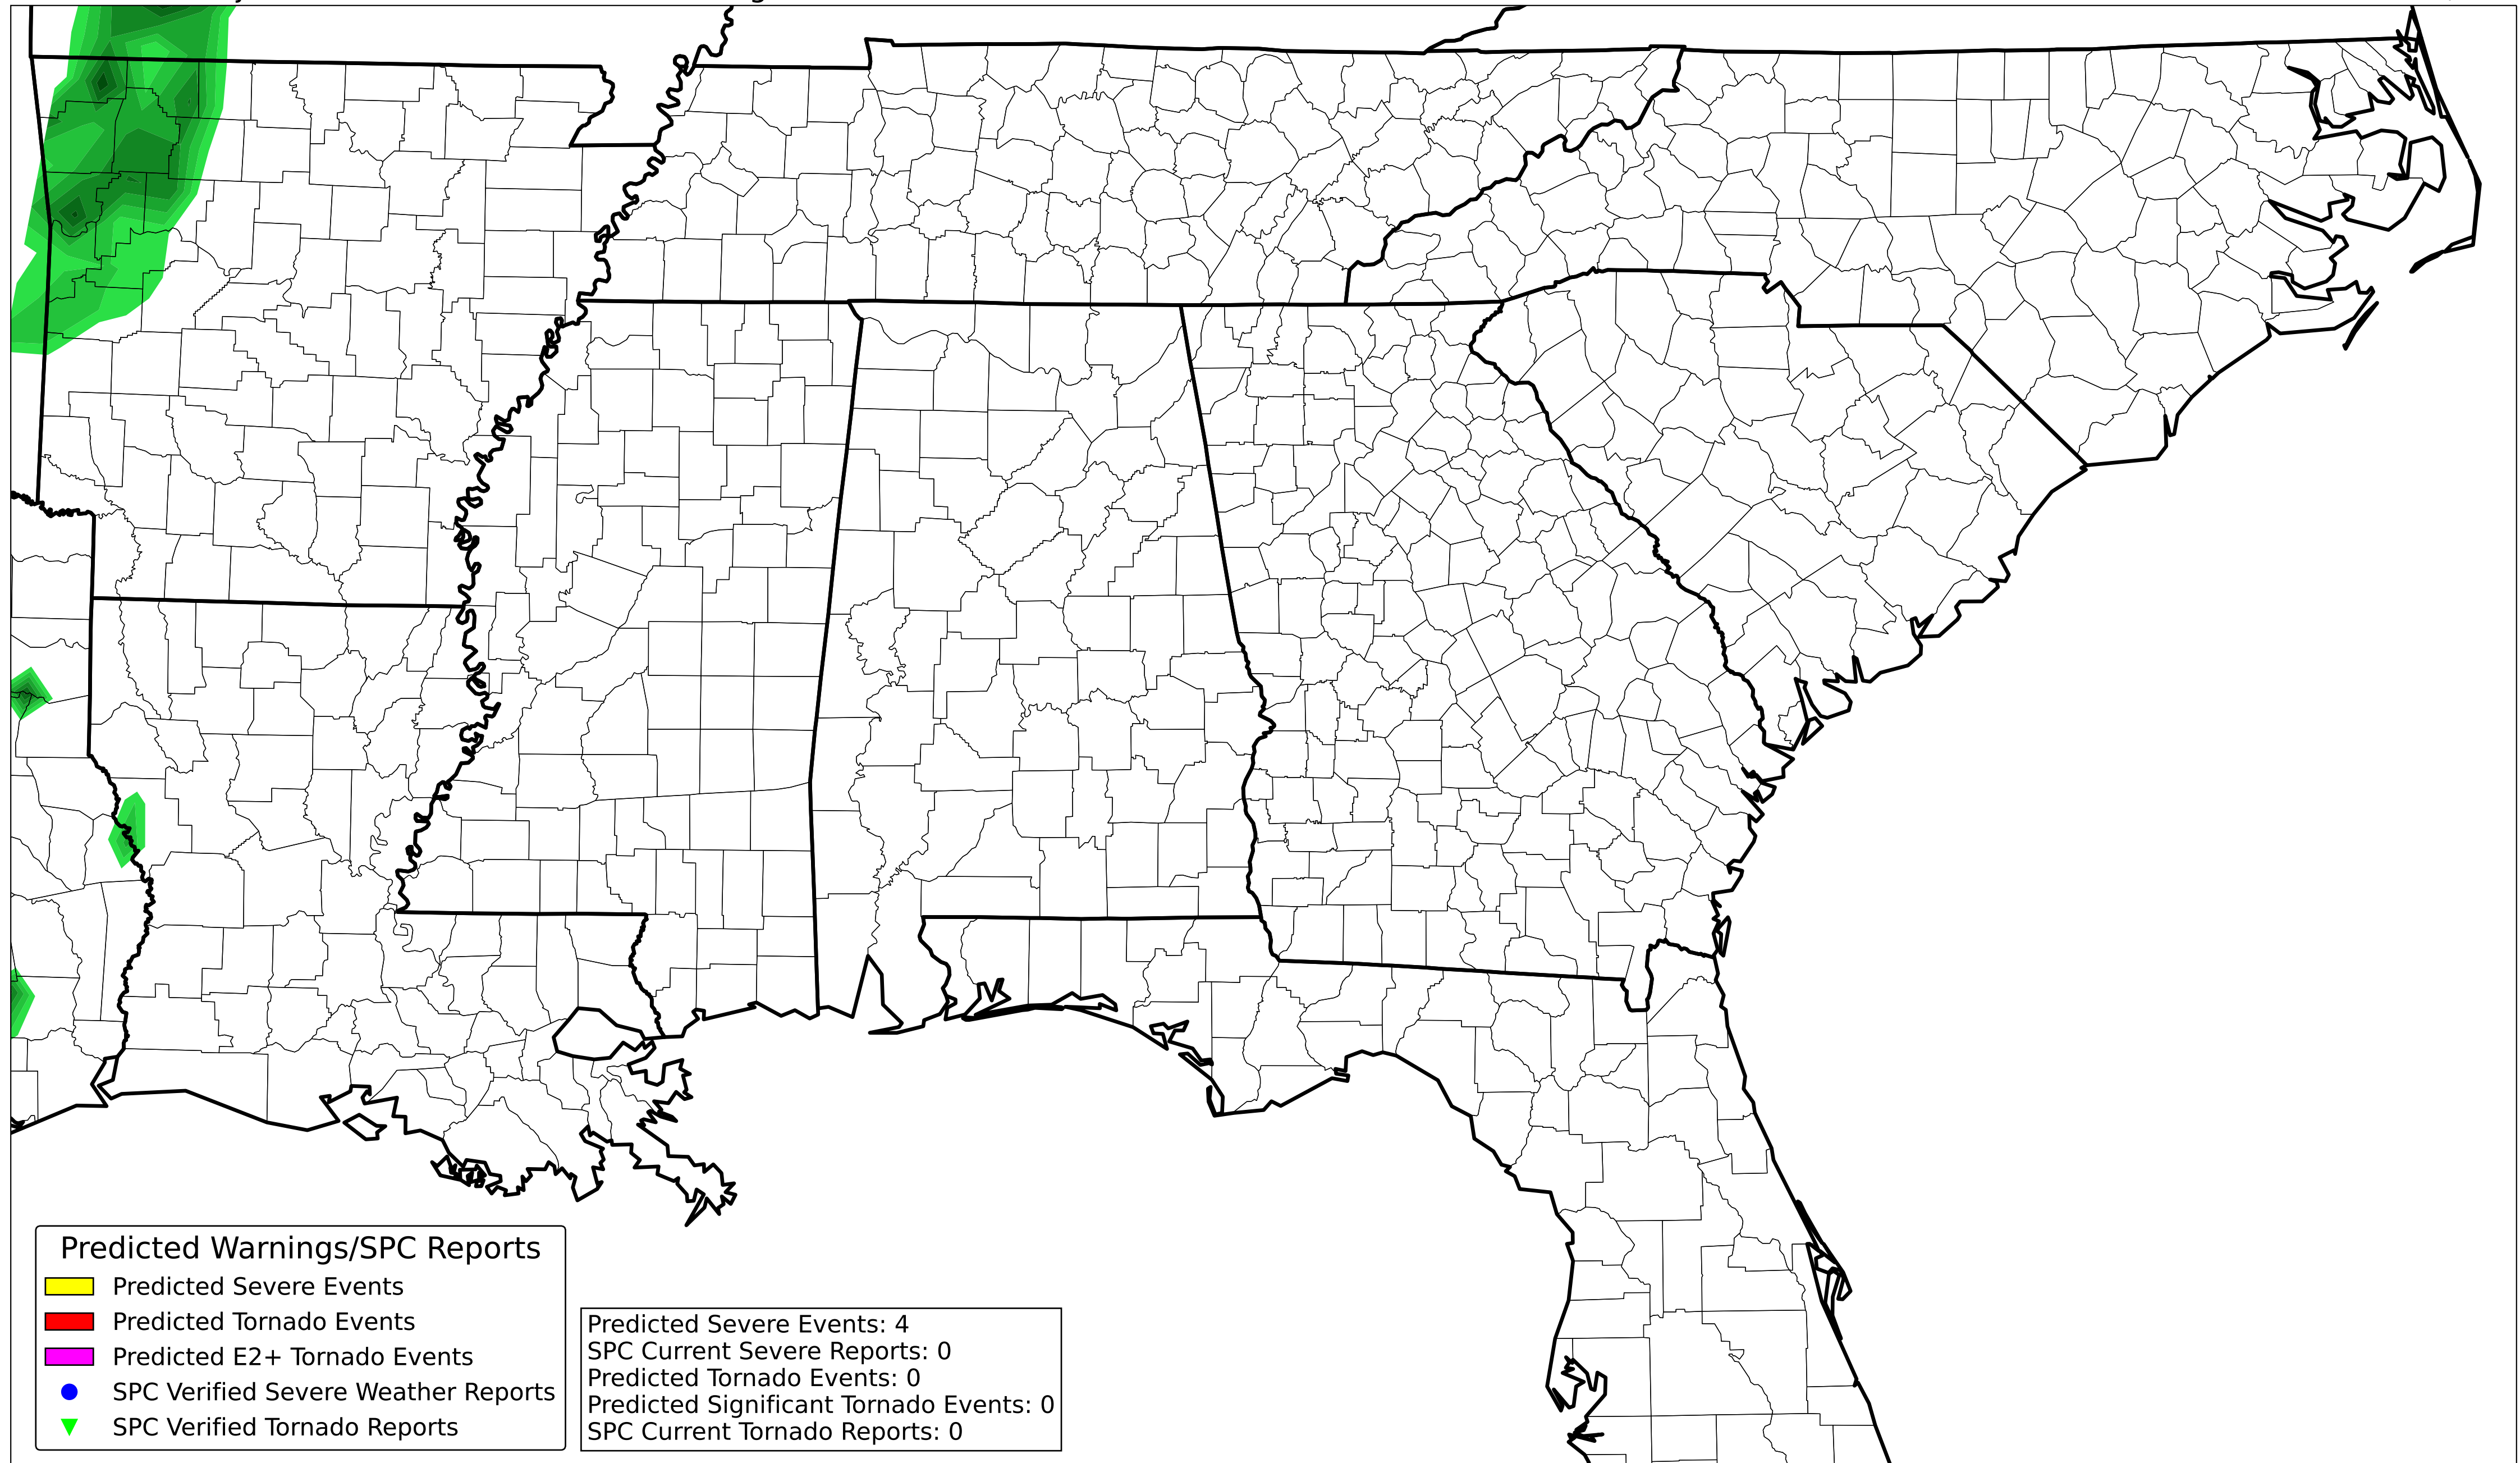 Predicted Warnings/SPC Reports
Predicted Severe Events
Predicted Tornado Events
Predicted E2+ Tornado Events
SPC Verified Severe Weather Reports
SPC Verified Tornado Reports
Predicted Severe Events: 4
SPC Current Severe Reports: 0
Predicted Tornado Events: 0
Predicted Significant Tornado Events: 0
SPC Current Tornado Reports: 0